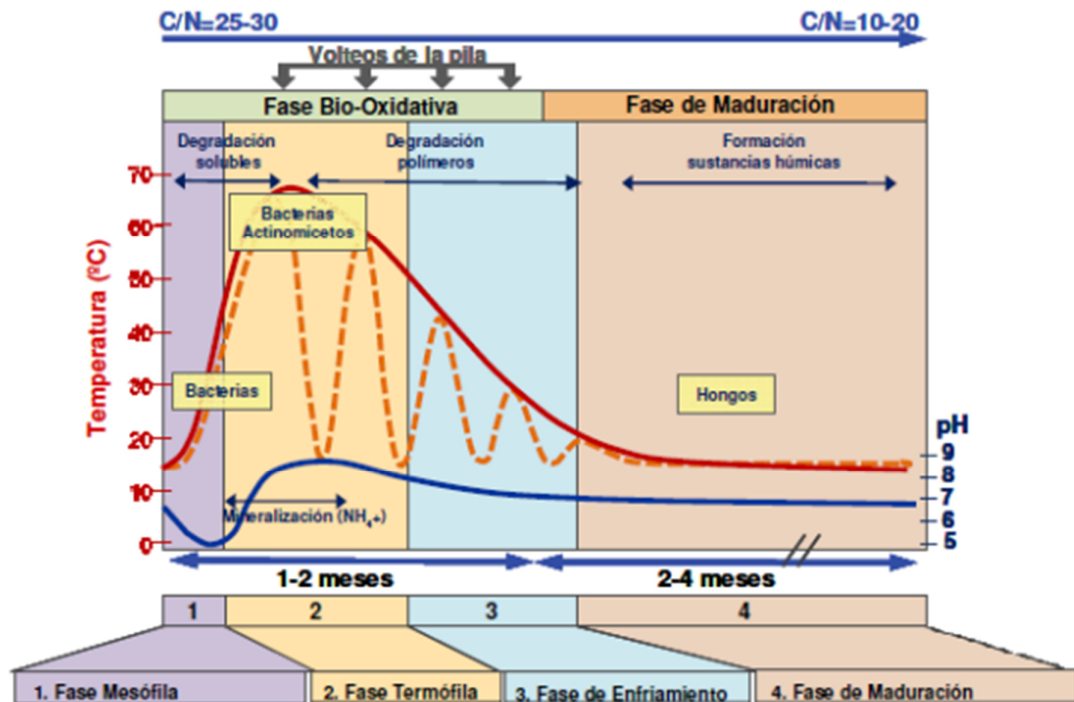 C/N=25-30
C/N=10-20
Volteos de la pila
Fase Bio-Oxidativa
Fase de Maduración
Degradación
solubles
Degradación
polímeros
Formación
sustancias húmicas
70
60
50
40
30
20
10
0
Temperatura (ºC)
Bacterias
Actinomicetos
Bacterias
Hongos
pH
9
8
7
6
5
Mineralización (NH₄+)
1-2 meses
2-4 meses
1
2
3
4
1. Fase Mesófila
2. Fase Termófila
3. Fase de Enfriamiento
4. Fase de Maduración